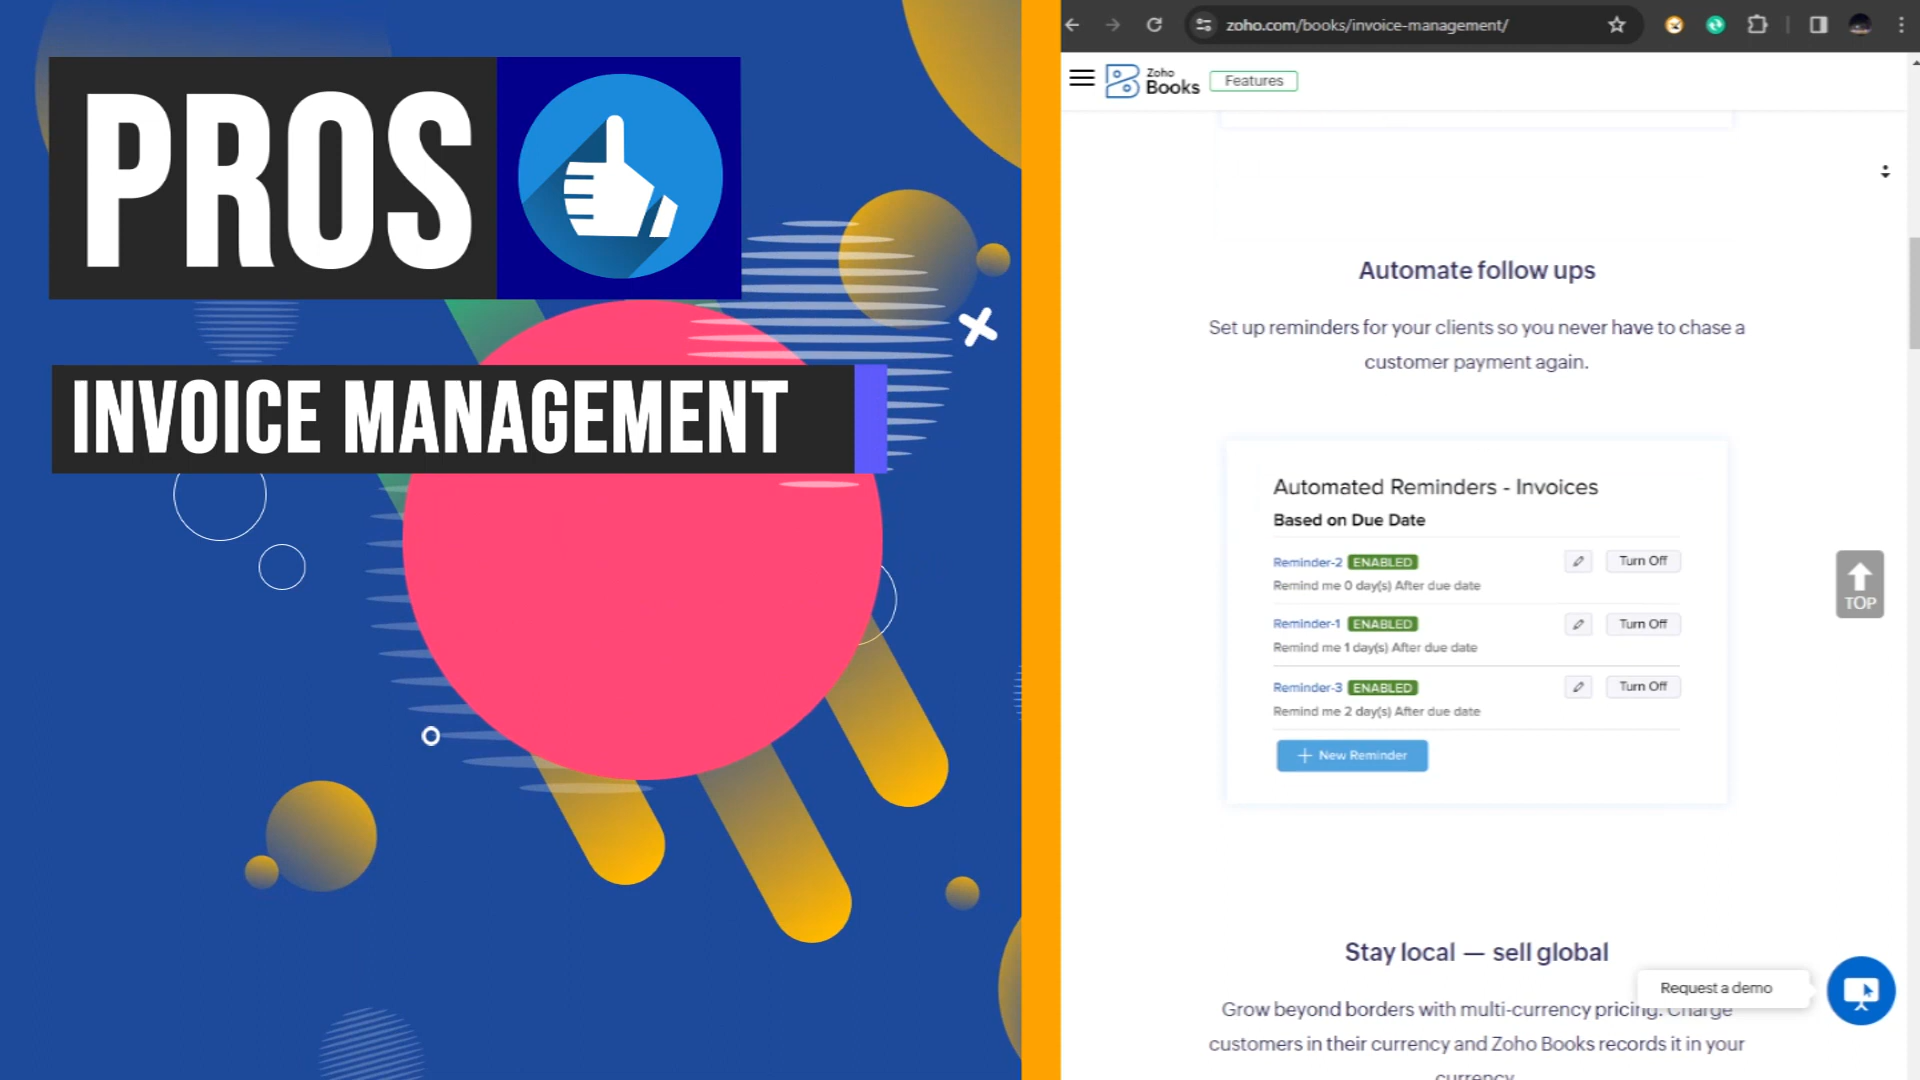 PROS
INVOICE MANAGEMENT
zoho.com/books/invoice-management/
Zoho
Books
Features
Automate follow ups
Set up reminders for your clients so you never have to chase a
customer payment again.
Automated Reminders - Invoices
Based on Due Date
Reminder-2 ENABLED Turn Off
Remind me 0 day(s) After due date
Reminder-1 ENABLED Turn Off
Remind me 1 day(s) After due date
Reminder-3 ENABLED Turn Off
Remind me 2 day(s) After due date
+ New Reminder
TOP
Stay local — sell global
Request a demo
Grow beyond borders with multi-currency pricing. Charge
customers in their currency and Zoho Books records it in your
currency